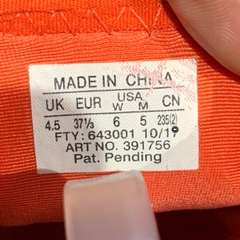 MADE IN CHINA
UK EUR USA CN
W M
4.5 37⅓ 6 5 235(2)
FTY: 643001 10/19
ART NO. 391756
Pat. Pending